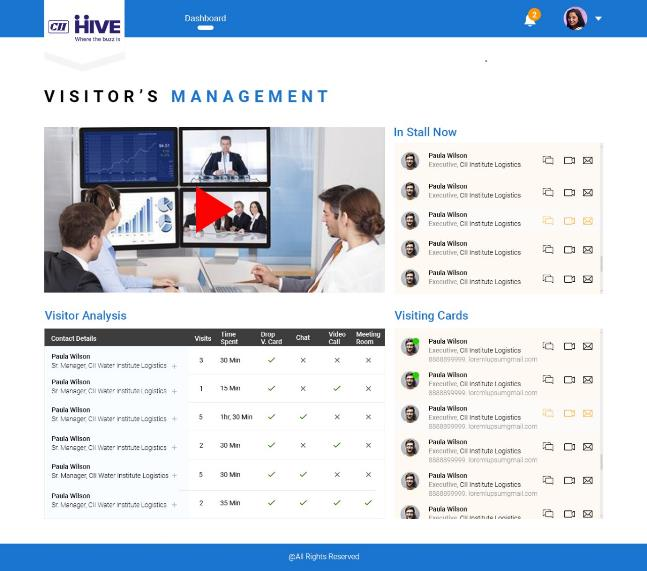 CII HIVE
Where the buzz is
Dashboard
2
VISITOR'S MANAGEMENT
In Stall Now
Paula Wilson
Executive, CII Institute Logistics
Paula Wilson
Executive, CII Institute Logistics
Paula Wilson
Executive, CII Institute Logistics
Paula Wilson
Executive, CII Institute Logistics
Paula Wilson
Executive, CII Institute Logistics
Visitor Analysis
Contact Details Visits Time Spent Drop V. Card Chat Video Call Meeting Room
Paula Wilson
Sr. Manager, CII Water Institute Logistics + 3 30 Min ✓ × × ×
Paula Wilson
Sr. Manager, CII Water Institute Logistics + 1 15 Min ✓ × ✓ ×
Paula Wilson
Sr. Manager, CII Water Institute Logistics + 5 1hr, 30 Min ✓ ✓ × ×
Paula Wilson
Sr. Manager, CII Water Institute Logistics + 2 30 Min ✓ × ✓ ×
Paula Wilson
Sr. Manager, CII Water Institute Logistics + 5 30 Min ✓ ✓ × ×
Paula Wilson
Sr. Manager, CII Water Institute Logistics + 2 35 Min ✓ ✓ ✓ ✓
Visiting Cards
Paula Wilson
Executive, CII Institute Logistics
8888899999, loremiupsumgmail.com
Paula Wilson
Executive, CII Institute Logistics
8888899999, loremiupsumgmail.com
Paula Wilson
Executive, CII Institute Logistics
8888899999, loremiupsumgmail.com
Paula Wilson
Executive, CII Institute Logistics
8888899999, loremiupsumgmail.com
Paula Wilson
Executive, CII Institute Logistics
8888899999, loremiupsumgmail.com
Paula Wilson
Executive, CII Institute Logistics
@All Rights Reserved